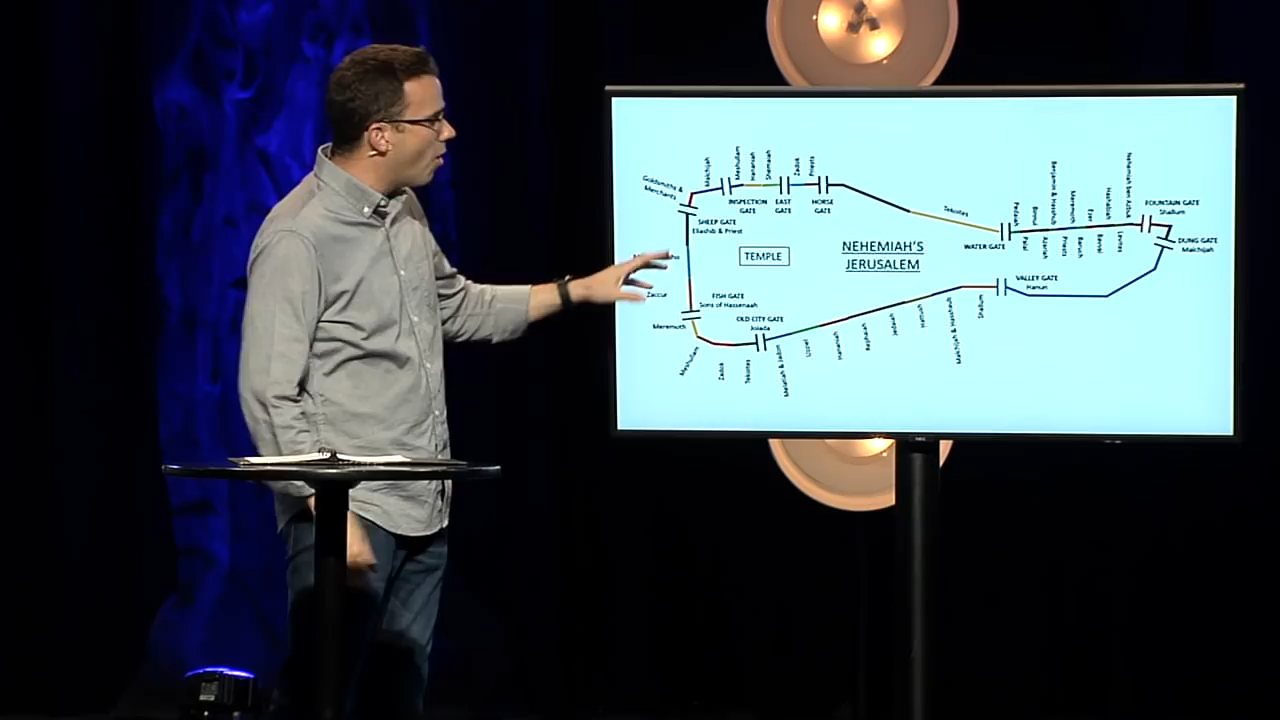 Goldsmiths &
Merchants
Malchijah
Meshullam
Hananiah
Shemaiah
Zadok
Priests
INSPECTION
GATE
EAST
GATE
HORSE
GATE
SHEEP GATE
Eliashib & Priest
TEMPLE
NEHEMIAH'S
JERUSALEM
Tekoites
WATER GATE
Pedaiah
Binnui
Benjamin & Hasshub
Meremoth
Ezer
Hashabiah
Nehemiah ben Azbuk
Palal
Azariah
Priests
Baruch
Bavvai
Levites
FOUNTAIN GATE
Shallum
DUNG GATE
Malchijah
VALLEY GATE
Hanun
Zaccur
FISH GATE
Sons of Hassenaah
Meremoth
OLD CITY GATE
Joiada
Meshullam
Zadok
Tekoites
Melatiah & Jadon
Uzziel
Hananiah
Rephaiah
Jedaiah
Hattush
Malchijah & Hasshub
Shallum
NEC